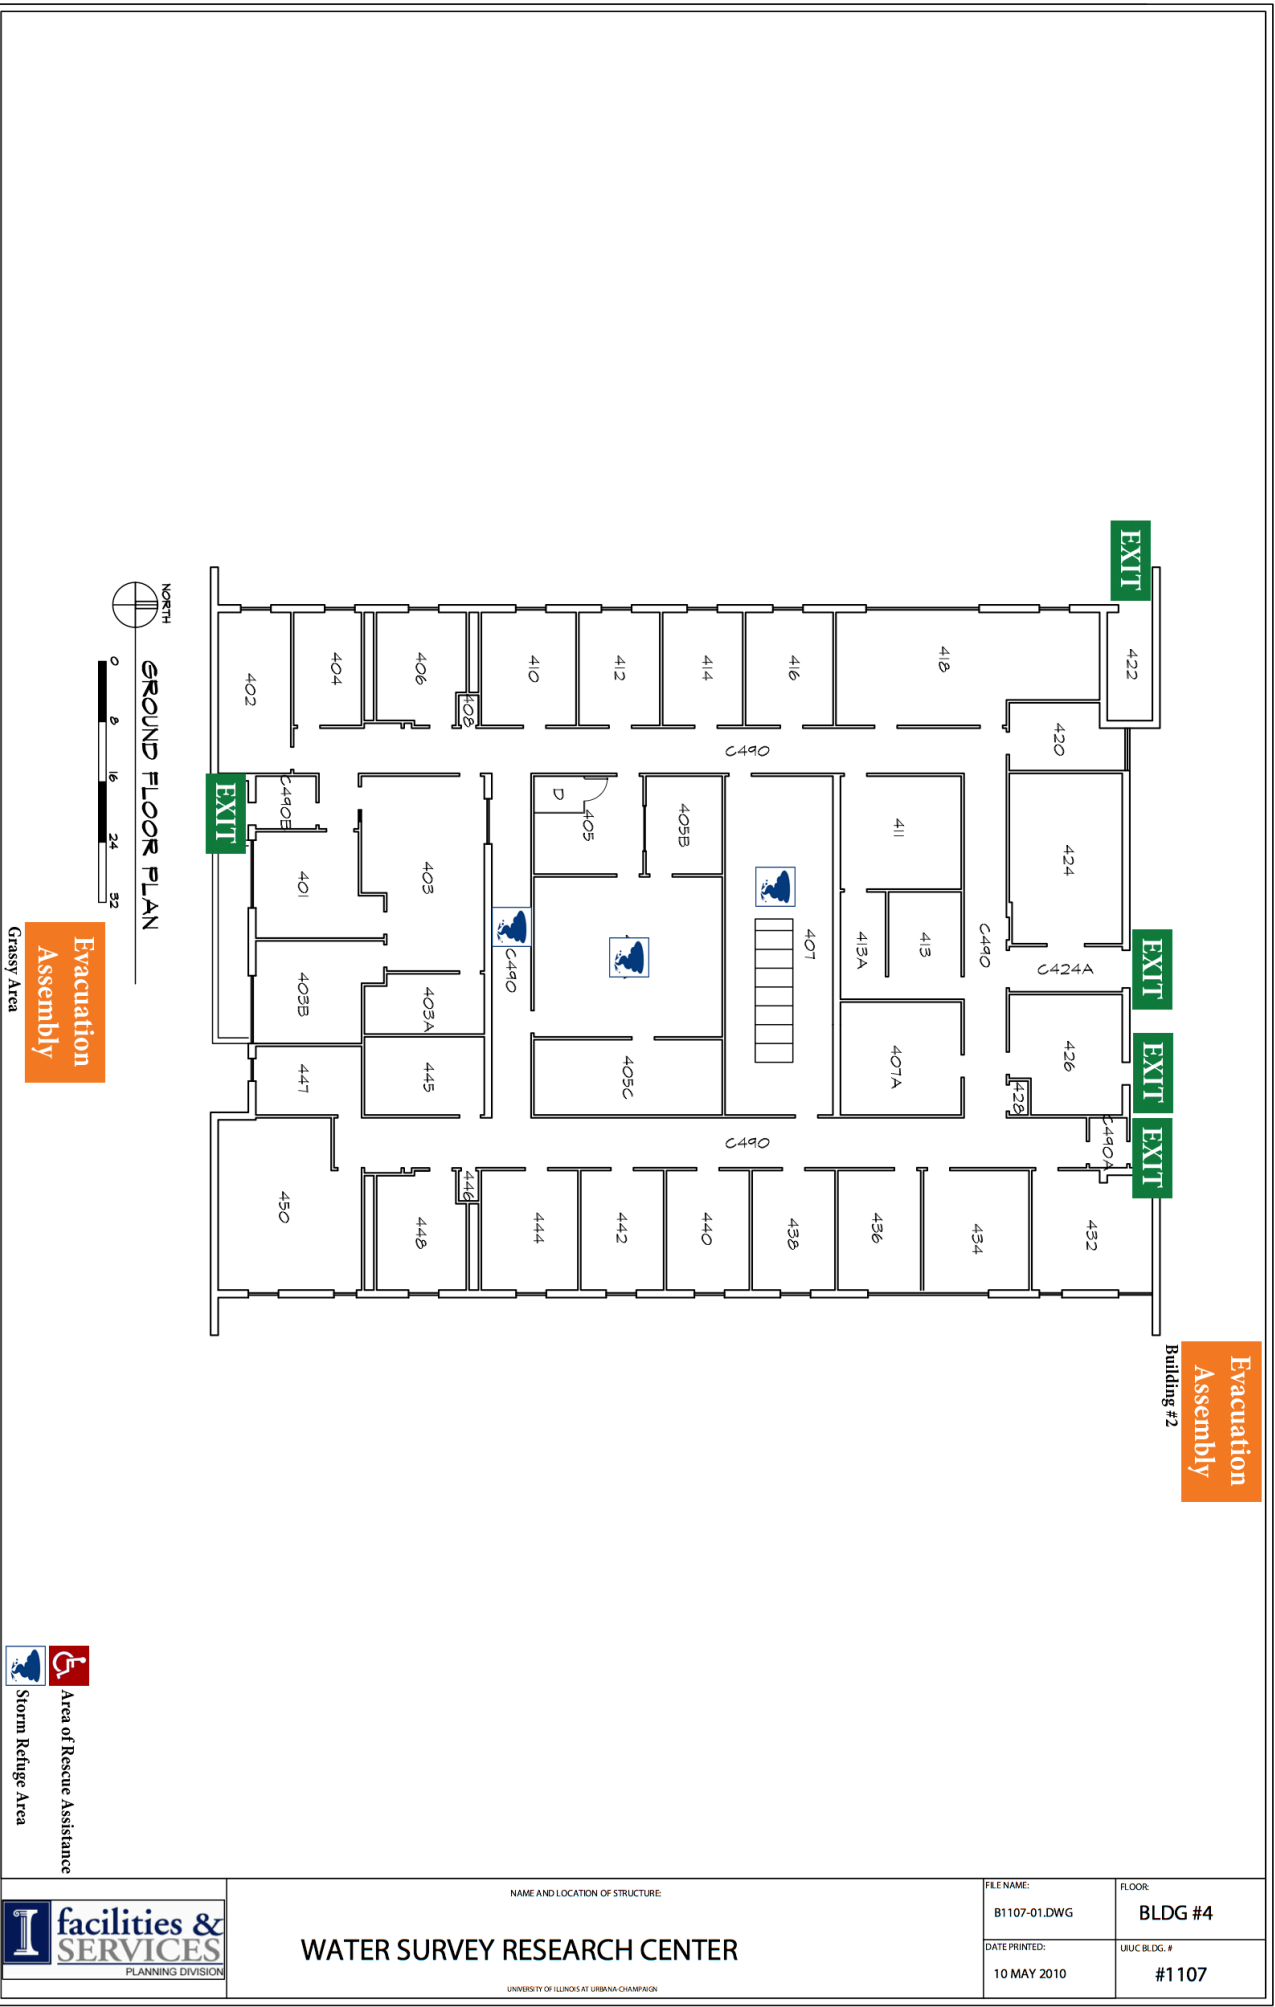 EXIT
422
418
416
414
412
410
408
406
404
402
420
C490
NORTH
GROUND FLOOR PLAN
0 8 16 24 32
EXIT
C490B
D
405
405B
411
424
401
403
407
413A
413
C490
C424A
EXIT
C490
403B
403A
405C
407A
426
EXIT
428
447
445
C490
C490A
EXIT
Evacuation
Assembly
Grassy Area
450
448
446
444
442
440
438
436
434
432
Evacuation
Assembly
Building #2
Area of Rescue Assistance
Storm Refuge Area
I facilities &
SERVICES
PLANNING DIVISION
NAME AND LOCATION OF STRUCTURE:
WATER SURVEY RESEARCH CENTER
UNIVERSITY OF ILLINOIS AT URBANA-CHAMPAIGN
FILE NAME:
B1107-01.DWG
DATE PRINTED:
10 MAY 2010
FLOOR:
BLDG #4
UIUC BLDG. #
#1107